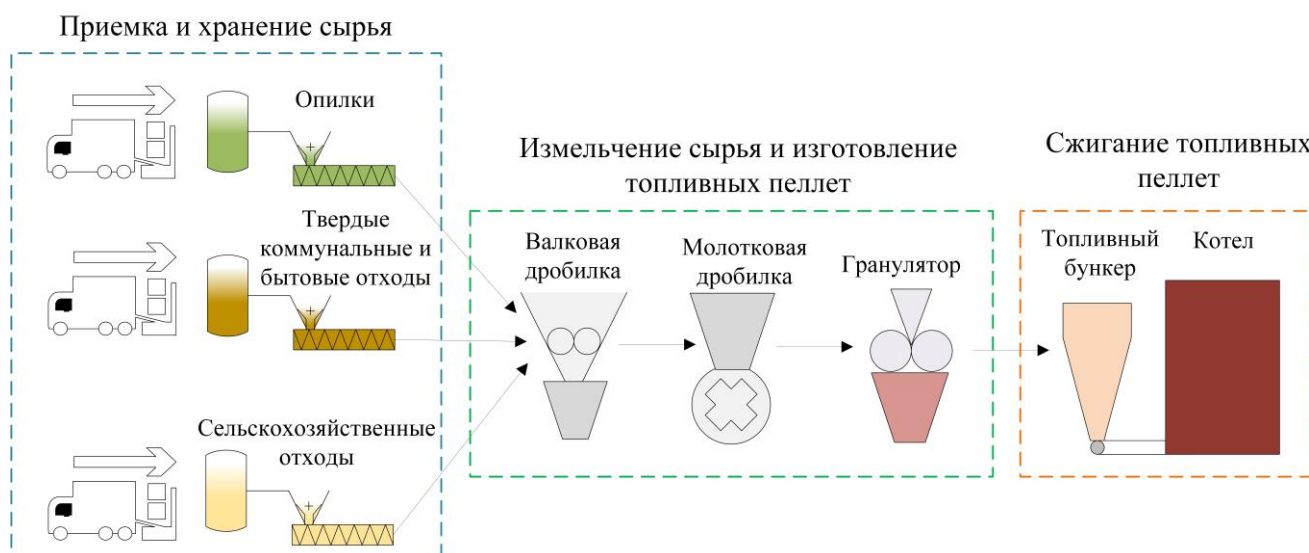 Приемка и хранение сырья
Опилки
Твердые
коммунальные и
бытовые отходы
Сельскохозяйственные
отходы
Измельчение сырья и изготовление
топливных пеллет
Валковая
дробилка
Молотковая
дробилка
Гранулятор
Сжигание топливных
пеллет
Топливный
бункер
Котел